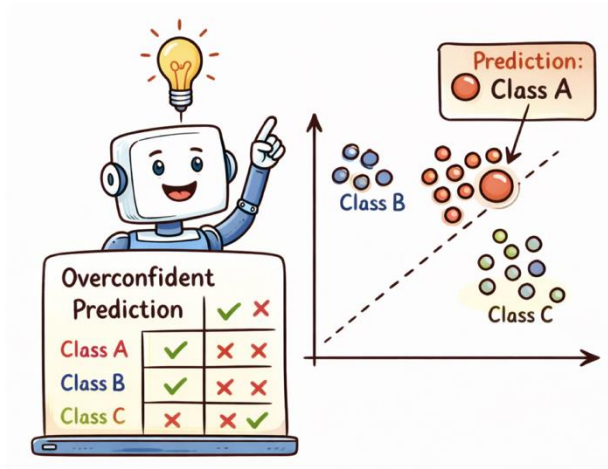 Prediction:
Class A
Class B
Class C
Overconfident
Prediction ✓ ✗
Class A ✓ ✗ ✗
Class B ✓ ✗ ✗
Class C ✗ ✗ ✓